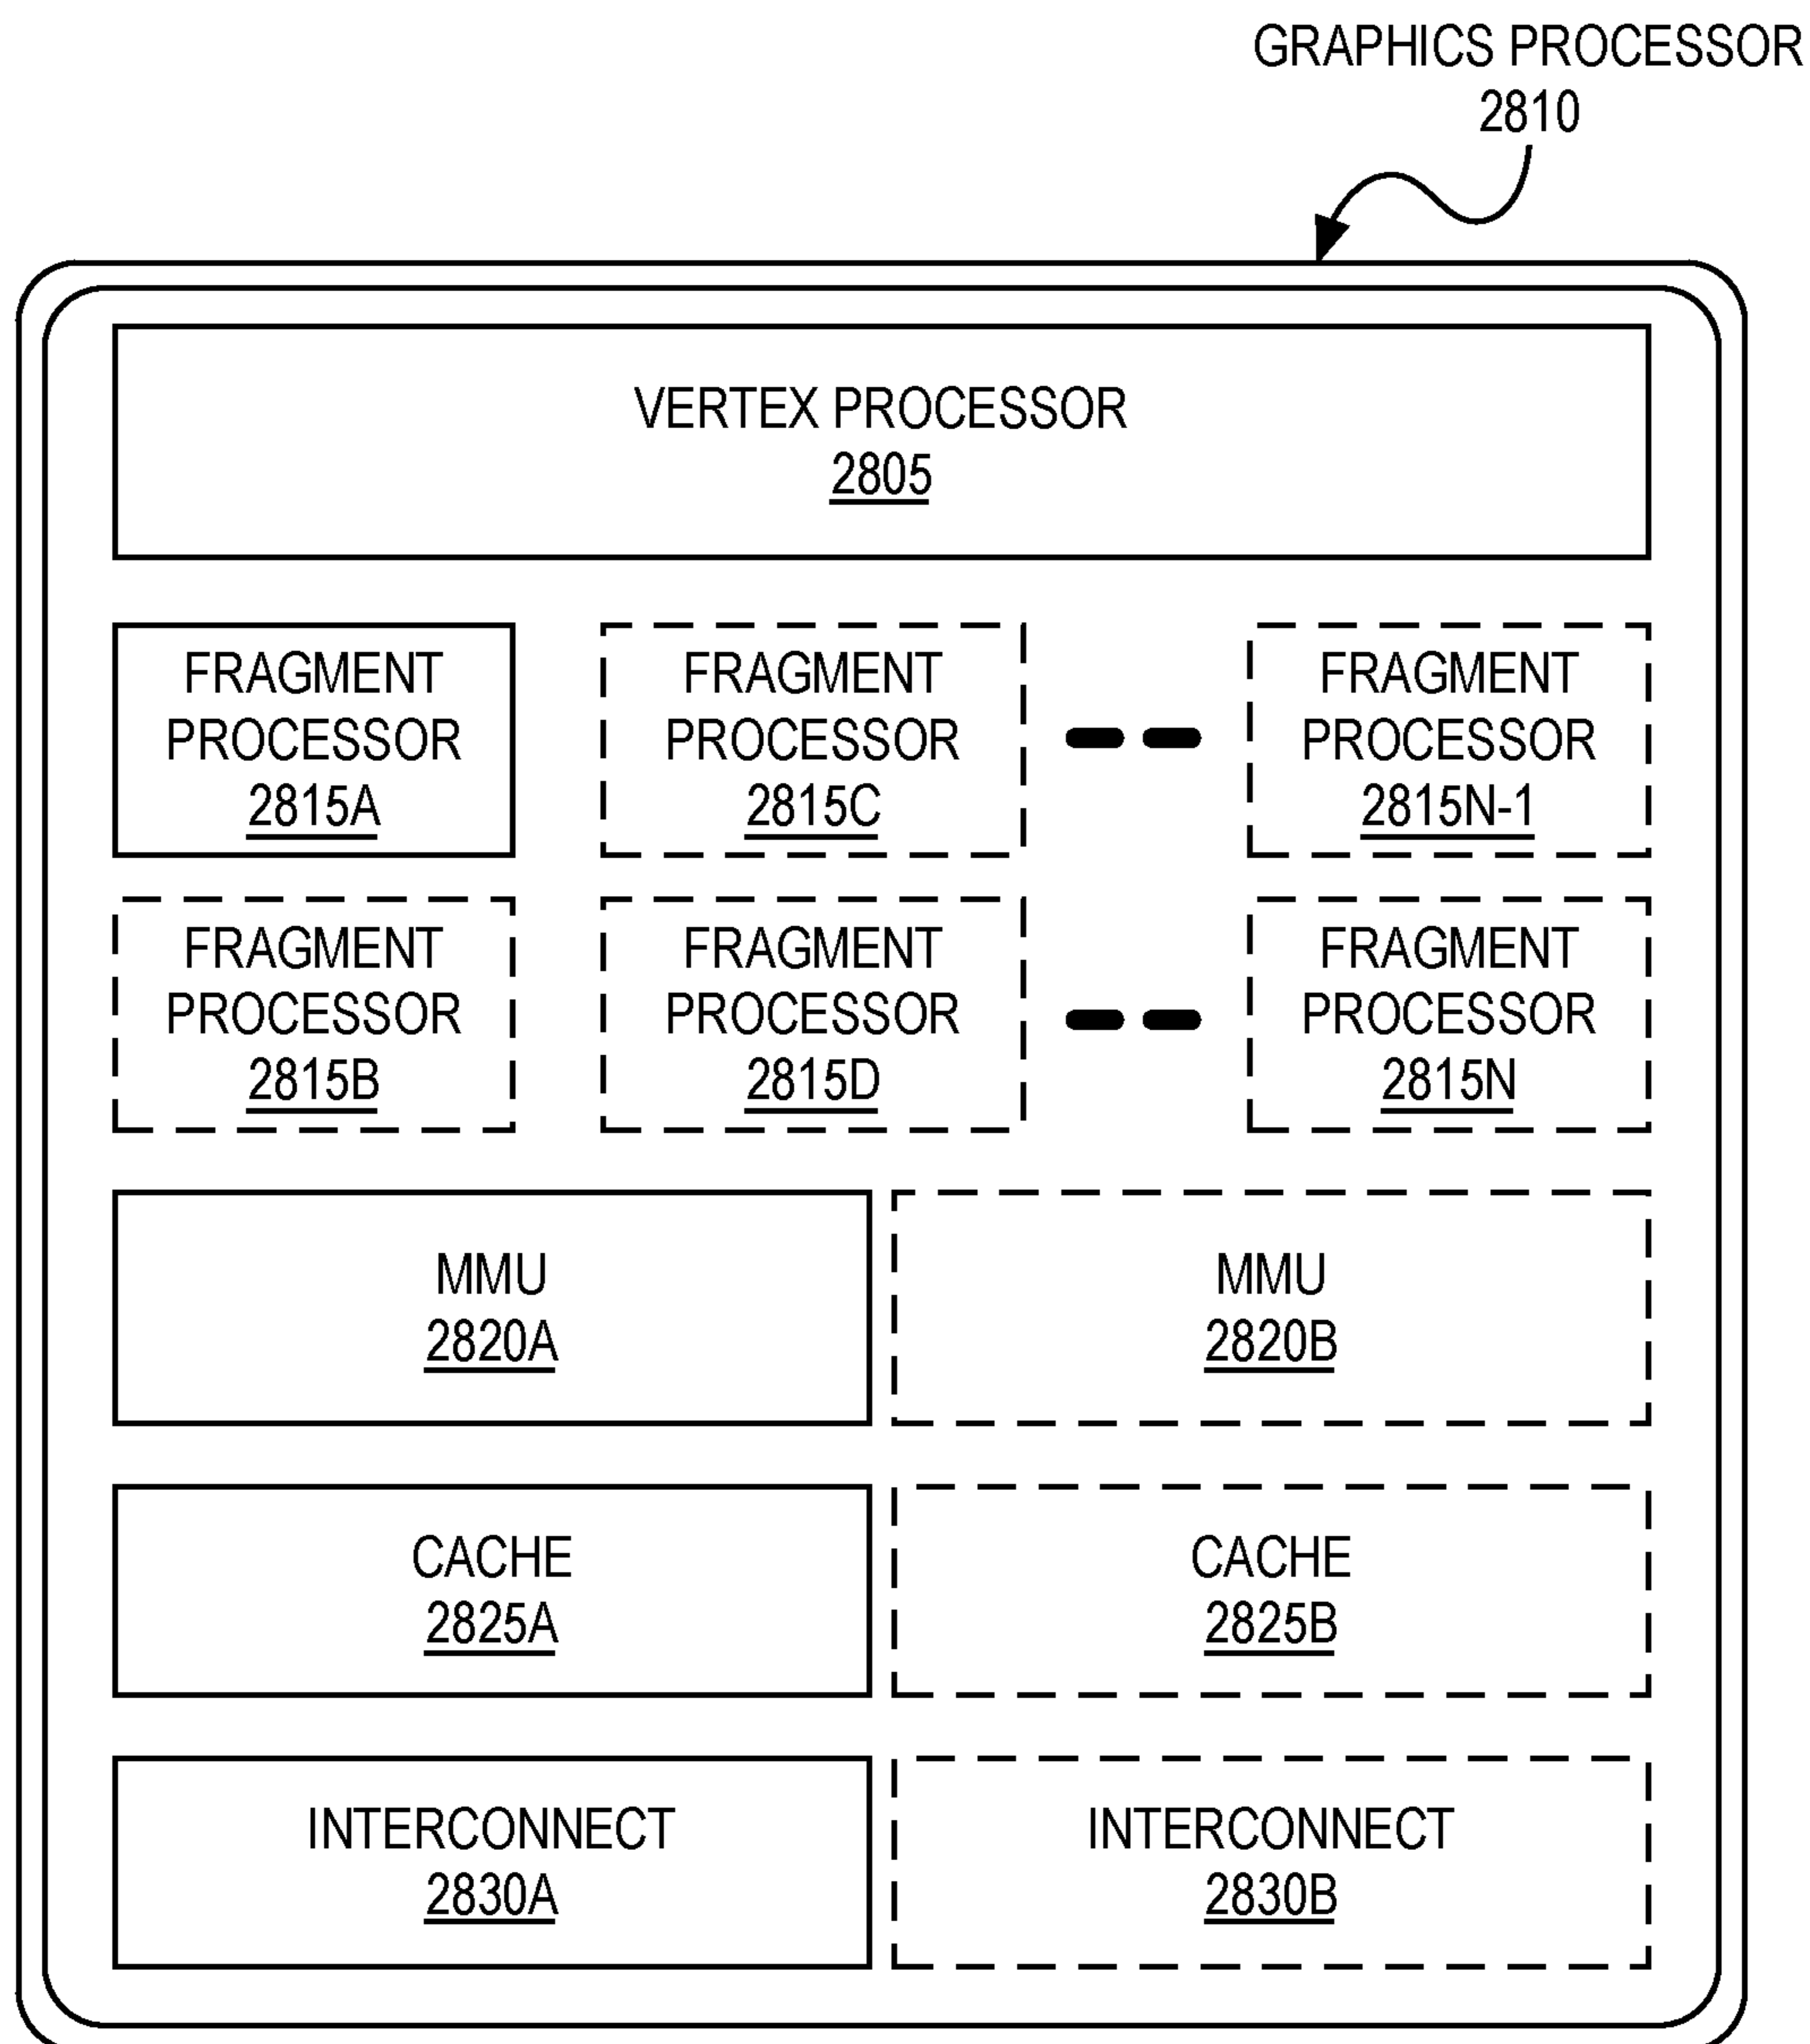 GRAPHICS PROCESSOR
2810
VERTEX PROCESSOR
2805
FRAGMENT
PROCESSOR
2815A
FRAGMENT
PROCESSOR
2815C
FRAGMENT
PROCESSOR
2815N-1
FRAGMENT
PROCESSOR
2815B
FRAGMENT
PROCESSOR
2815D
FRAGMENT
PROCESSOR
2815N
MMU
2820A
MMU
2820B
CACHE
2825A
CACHE
2825B
INTERCONNECT
2830A
INTERCONNECT
2830B